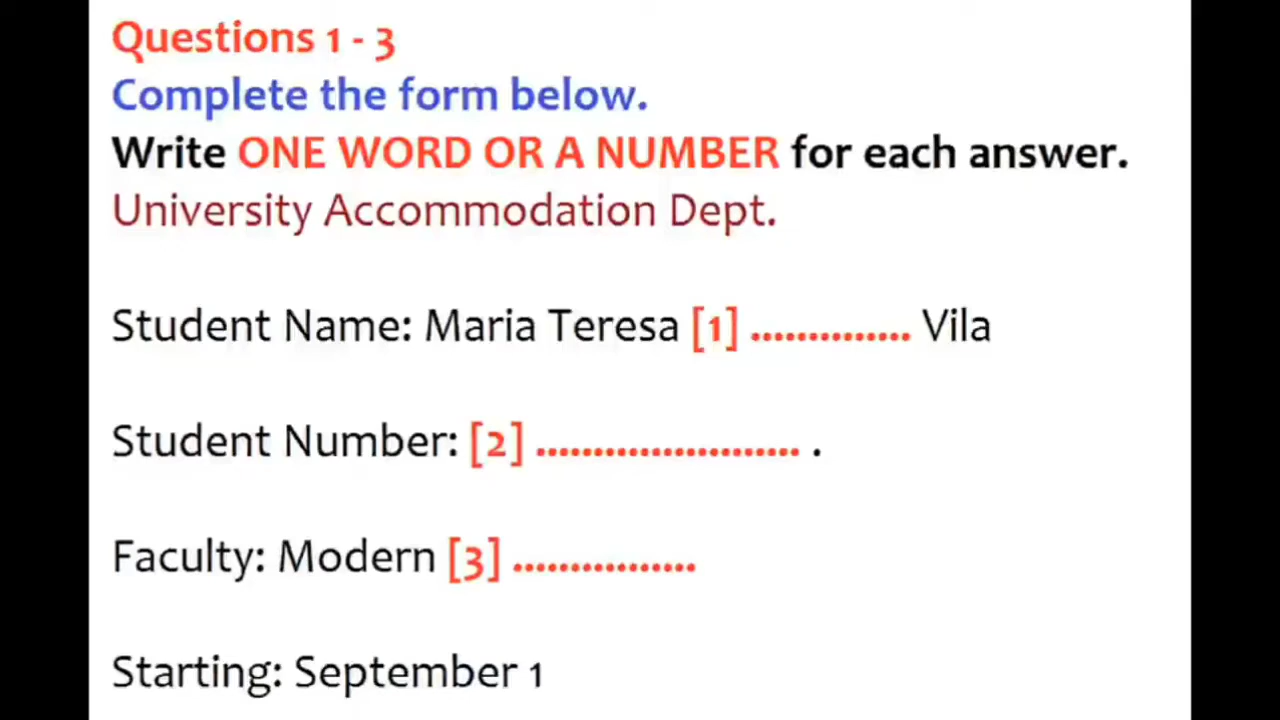 Questions 1 - 3
Complete the form below.
Write ONE WORD OR A NUMBER for each answer.
University Accommodation Dept.
Student Name: Maria Teresa [1] .............. Vila
Student Number: [2] ....................... .
Faculty: Modern [3] ................
Starting: September 1